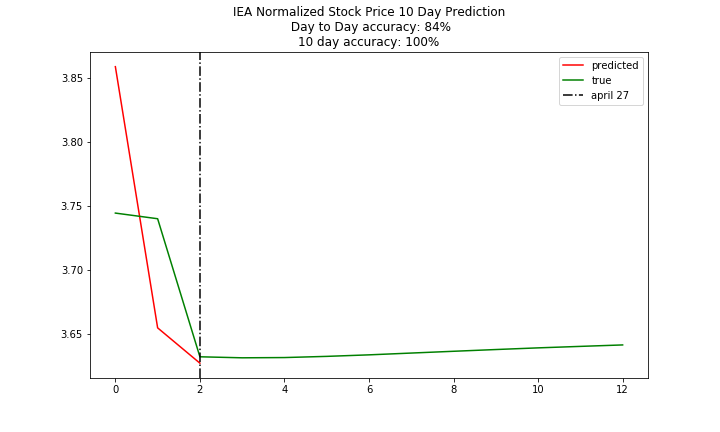 IEA Normalized Stock Price 10 Day Prediction
Day to Day accuracy: 84%
10 day accuracy: 100%
predicted
true
april 27
3.85
3.80
3.75
3.70
3.65
0
2
4
6
8
10
12